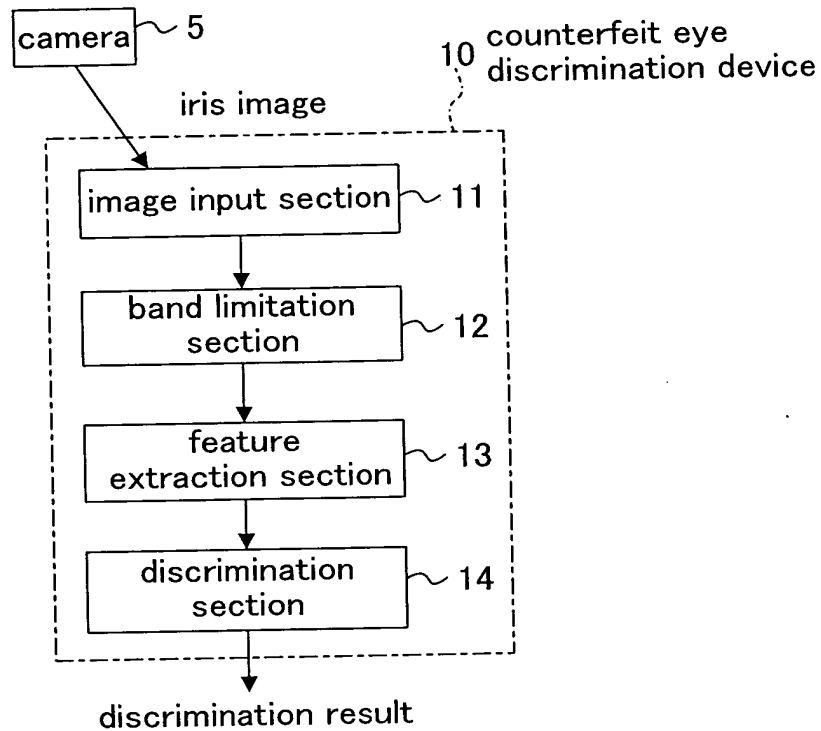 camera 5
10 counterfeit eye
discrimination device
iris image
image input section 11
band limitation
section 12
feature
extraction section 13
discrimination
section 14
discrimination result